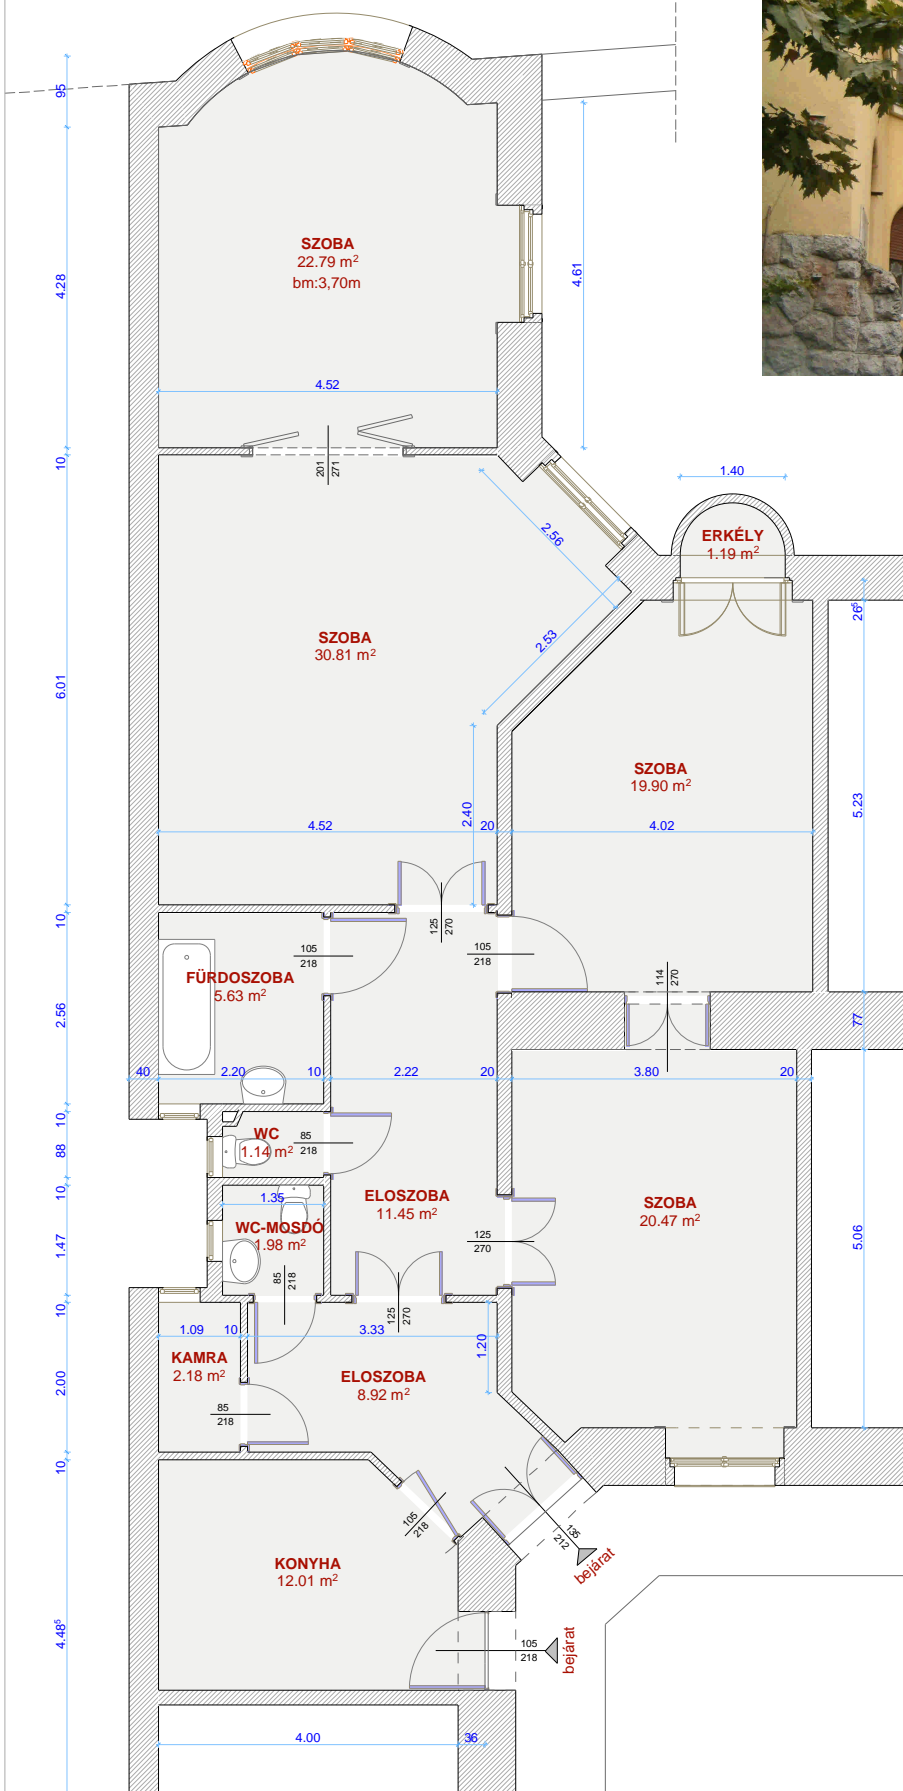 95
4.28
SZOBA
22.79 m²
bm:3,70m
4.61
4.52
10
201
271
1.40
ERKÉLY
1.19 m²
2.56
26⁵
2.53
SZOBA
30.81 m²
6.01
SZOBA
19.90 m²
5.23
2.40
4.52
20
4.02
10
125
270
105
218
105
218
FÜRDOSZOBA
5.63 m²
114
270
2.56
77
40
2.20
10
2.22
20
3.80
20
10
88
WC
1.14 m²
85
218
10
1.35
ELOSZOBA
11.45 m²
SZOBA
20.47 m²
WC-MOSDÓ
1.98 m²
125
270
1.47
5.06
85
218
10
125
270
1.09
10
3.33
1.20
KAMRA
2.18 m²
ELOSZOBA
8.92 m²
2.00
85
218
10
105
218
135
212
bejárat
KONYHA
12.01 m²
4.48⁵
105
218
bejárat
4.00
36